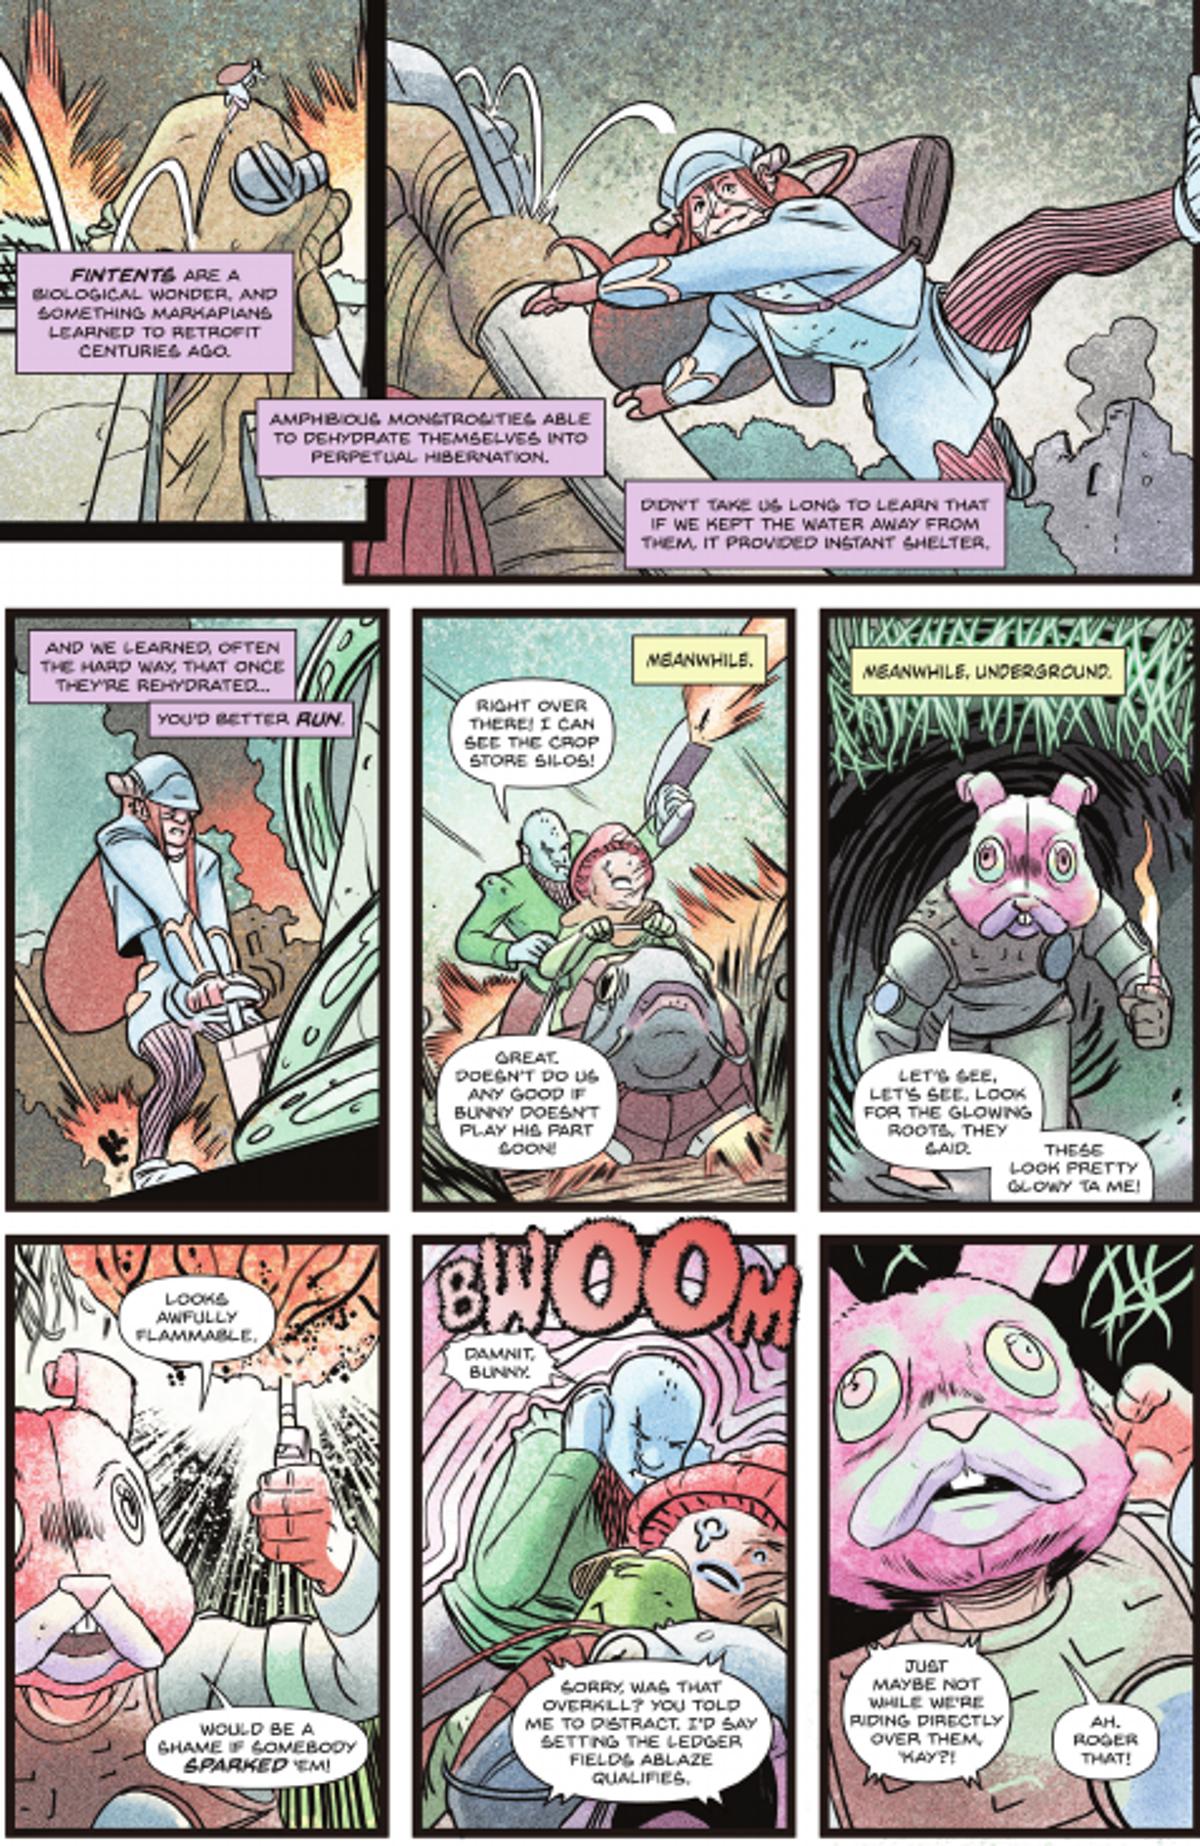 FINTENTS ARE A
BIOLOGICAL WONDER, AND
SOMETHING MARKAPIANS
LEARNED TO RETROFIT
CENTURIES AGO.
AMPHIBIOUS MONSTROSITIES ABLE
TO DEHYDRATE THEMSELVES INTO
PERPETUAL HIBERNATION.
DIDN'T TAKE US LONG TO LEARN THAT
IF WE KEPT THE WATER AWAY FROM
THEM, IT PROVIDED INSTANT SHELTER.
AND WE LEARNED, OFTEN
THE HARD WAY, THAT ONCE
THEY'RE REHYDRATED...
YOU'D BETTER RUN.
MEANWHILE.
RIGHT OVER
THERE! I CAN
SEE THE CROP
STORE SILOS!
GREAT.
DOESN'T DO US
ANY GOOD IF
BUNNY DOESN'T
PLAY HIS PART
SOON!
MEANWHILE, UNDERGROUND.
LET'S SEE,
LET'S SEE, LOOK
FOR THE GLOWING
ROOTS, THEY
SAID.
THESE
LOOK PRETTY
GLOWY TA ME!
LOOKS
AWFULLY
FLAMMABLE.
WOULD BE A
SHAME IF SOMEBODY
SPARKED 'EM!
BWOOM
DAMNIT,
BUNNY.
SORRY, WAS THAT
OVERKILL? YOU TOLD
ME TO DISTRACT. I'D SAY
SETTING THE LEDGER
FIELDS ABLAZE
QUALIFIES.
JUST
MAYBE NOT
WHILE WE'RE
RIDING DIRECTLY
OVER THEM,
'KAY?!
AH.
ROGER
THAT!